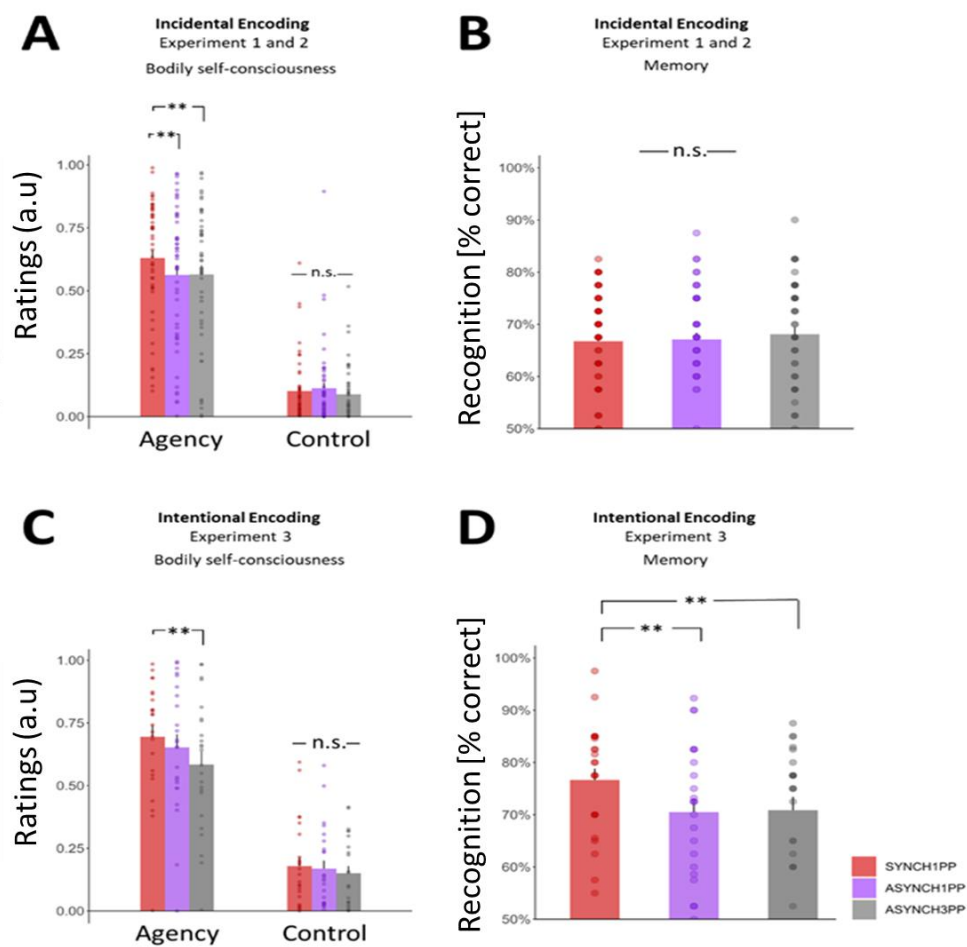 A
Incidental Encoding
Experiment 1 and 2
Bodily self-consciousness
**
**
n.s.
Ratings (a.u)
1.00
0.75
0.50
0.25
0.00
Agency
Control
B
Incidental Encoding
Experiment 1 and 2
Memory
n.s.
Recognition [% correct]
100%
90%
80%
70%
60%
50%
C
Intentional Encoding
Experiment 3
Bodily self-consciousness
**
n.s.
Ratings (a.u)
1.00
0.75
0.50
0.25
0.00
Agency
Control
D
Intentional Encoding
Experiment 3
Memory
**
**
Recognition [% correct]
100%
90%
80%
70%
60%
50%
SYNCH1PP
ASYNCH1PP
ASYNCH3PP